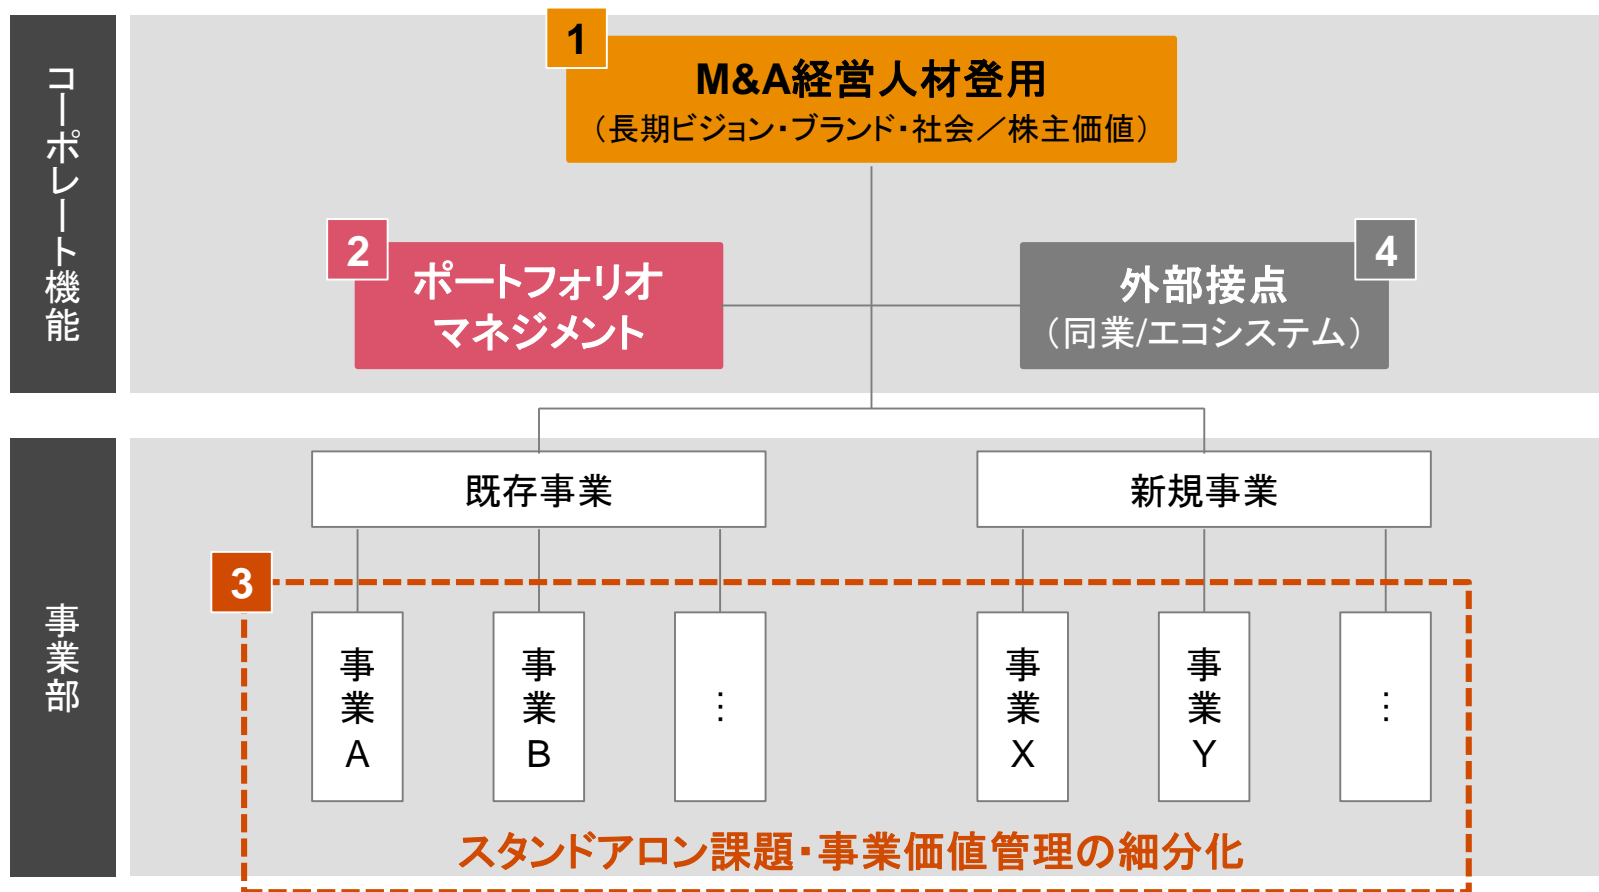 コーポレート機能
1
M&A経営人材登用
（長期ビジョン・ブランド・社会／株主価値）
2
ポートフォリオ
マネジメント
4
外部接点
（同業/エコシステム）
事業部
既存事業
新規事業
3
事業A
事業B
…
事業X
事業Y
…
スタンドアロン課題・事業価値管理の細分化